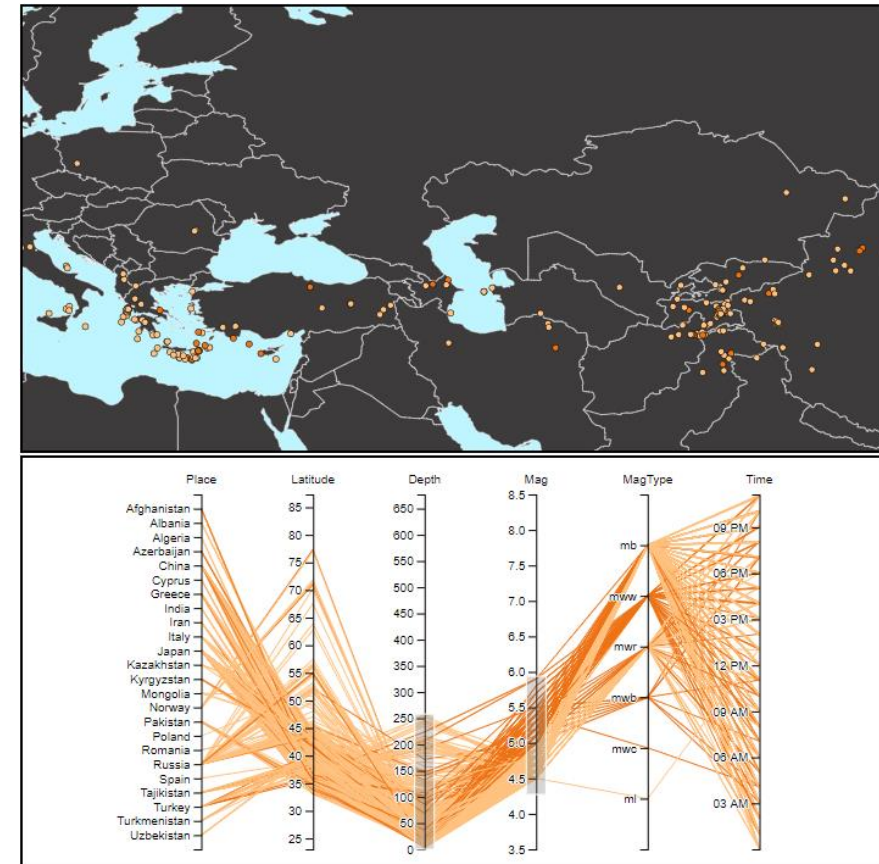 Place Latitude Depth Mag MagType Time
Afghanistan
Albania
Algeria
Azerbaijan
China
Cyprus
Greece
India
Iran
Italy
Japan
Kazakhstan
Kyrgyzstan
Mongolia
Norway
Pakistan
Poland
Romania
Russia
Spain
Tajikistan
Turkey
Turkmenistan
Uzbekistan
85
80
75
70
65
60
55
50
45
40
35
30
25
650
600
550
500
450
400
350
300
250
200
150
100
50
0
8.5
8.0
7.5
7.0
6.5
6.0
5.5
5.0
4.5
4.0
3.5
mb
mww
mwr
mwb
mwc
ml
09 PM
06 PM
03 PM
12 PM
09 AM
06 AM
03 AM